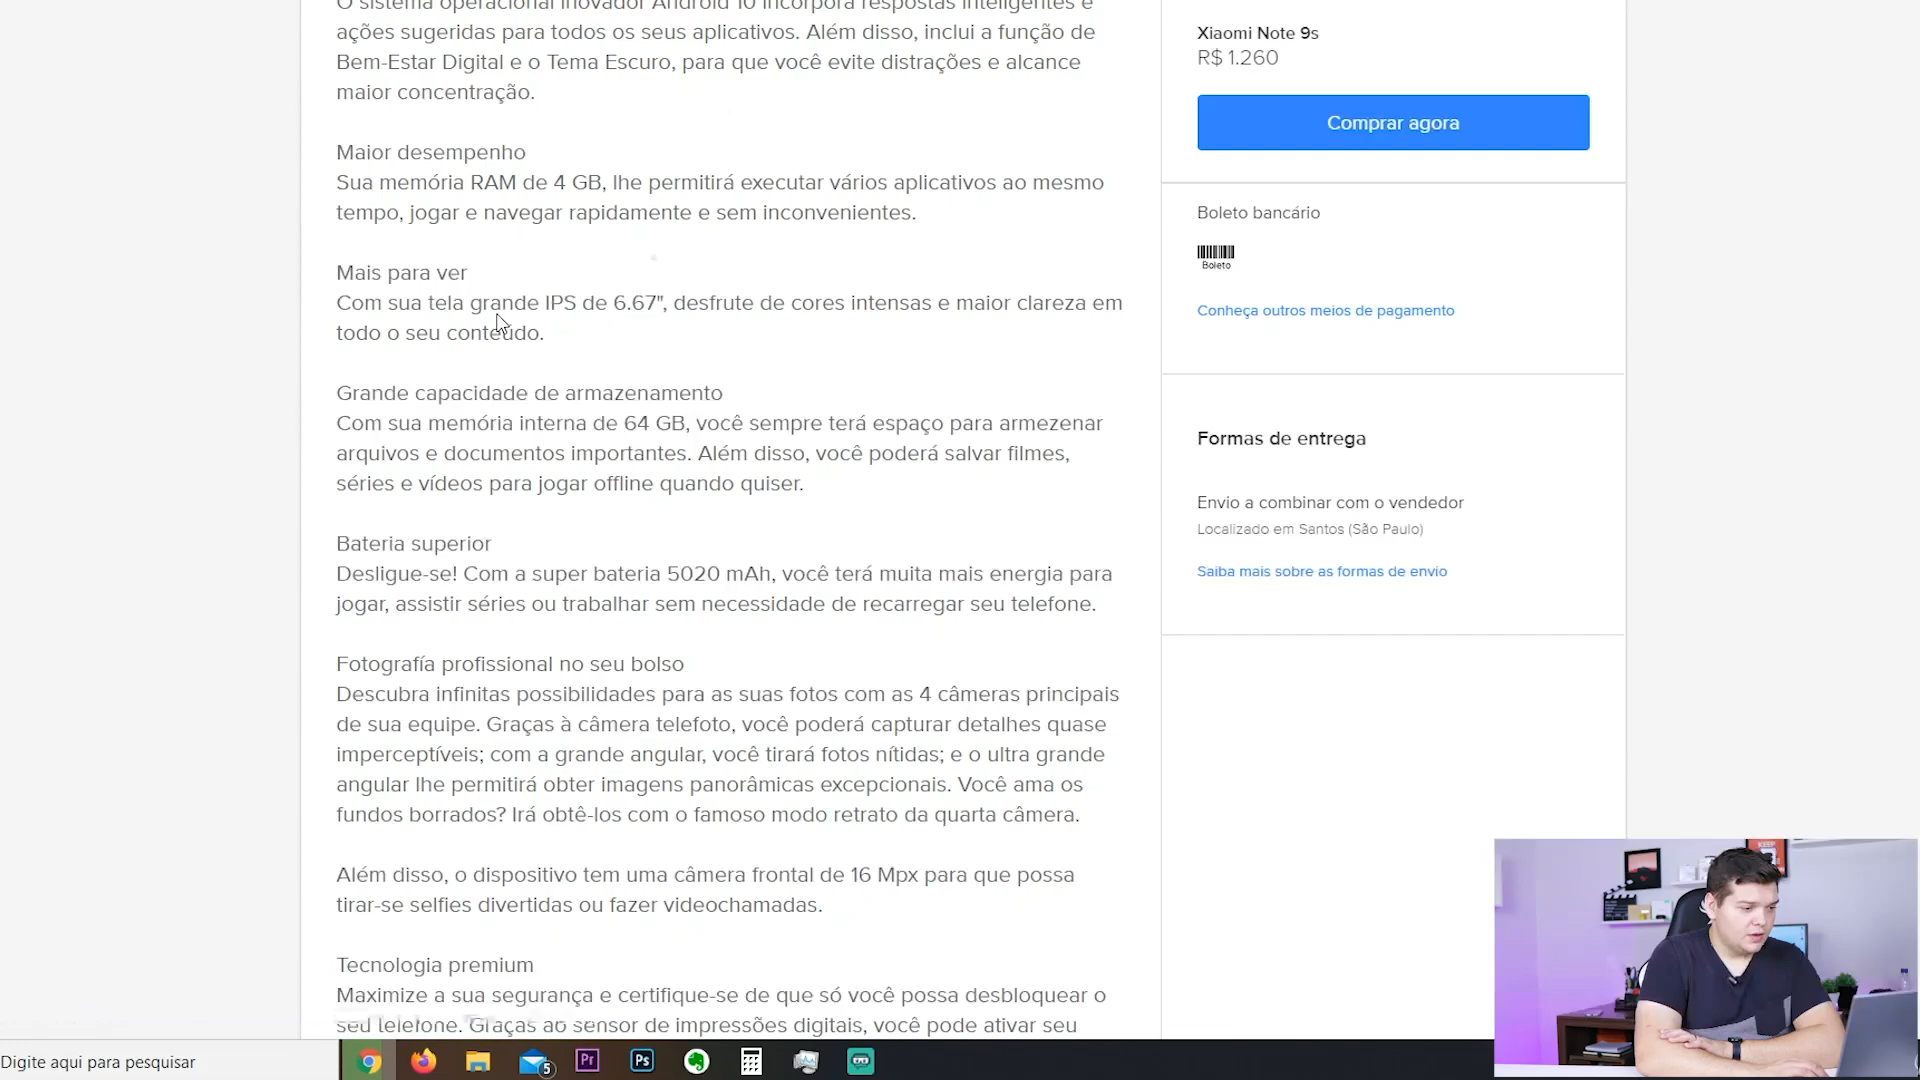 O sistema operacional inovador Android 10 incorpora respostas inteligentes e
ações sugeridas para todos os seus aplicativos. Além disso, inclui a função de
Bem-Estar Digital e o Tema Escuro, para que você evite distrações e alcance
maior concentração.
Maior desempenho
Sua memória RAM de 4 GB, lhe permitirá executar vários aplicativos ao mesmo
tempo, jogar e navegar rapidamente e sem inconvenientes.
Mais para ver
Com sua tela grande IPS de 6.67", desfrute de cores intensas e maior clareza em
todo o seu conteúdo.
Grande capacidade de armazenamento
Com sua memória interna de 64 GB, você sempre terá espaço para armezenar
arquivos e documentos importantes. Além disso, você poderá salvar filmes,
séries e vídeos para jogar offline quando quiser.
Bateria superior
Desligue-se! Com a super bateria 5020 mAh, você terá muita mais energia para
jogar, assistir séries ou trabalhar sem necessidade de recarregar seu telefone.
Fotografía profissional no seu bolso
Descubra infinitas possibilidades para as suas fotos com as 4 câmeras principais
de sua equipe. Graças à câmera telefoto, você poderá capturar detalhes quase
imperceptíveis; com a grande angular, você tirará fotos nítidas; e o ultra grande
angular lhe permitirá obter imagens panorâmicas excepcionais. Você ama os
fundos borrados? Irá obtê-los com o famoso modo retrato da quarta câmera.
Além disso, o dispositivo tem uma câmera frontal de 16 Mpx para que possa
tirar-se selfies divertidas ou fazer videochamadas.
Tecnologia premium
Maximize a sua segurança e certifique-se de que só você possa desbloquear o
seu telefone. Graças ao sensor de impressões digitais, você pode ativar seu
Xiaomi Note 9s
R$ 1.260
Comprar agora
Boleto bancário
Boleto
Conheça outros meios de pagamento
Formas de entrega
Envio a combinar com o vendedor
Localizado em Santos (São Paulo)
Saiba mais sobre as formas de envio
KEEP
Digite aqui para pesquisar
5
Pr
Ps